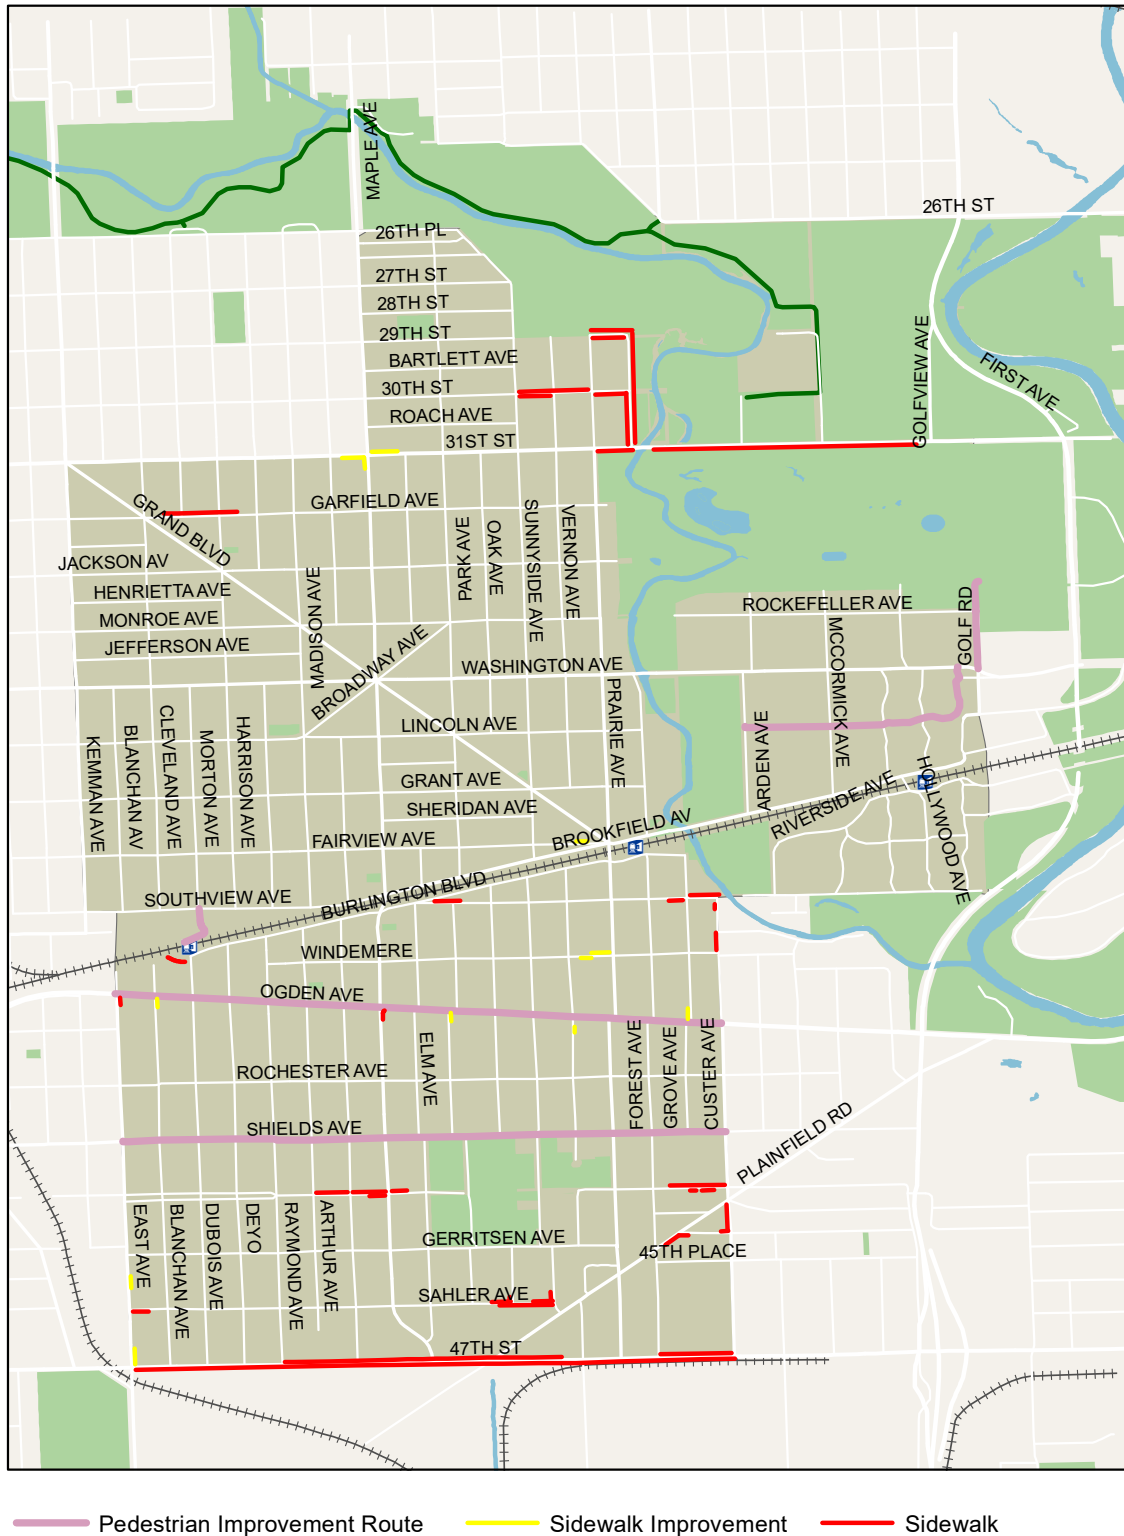 MAPLE AVE
26TH ST
26TH PL
27TH ST
28TH ST
29TH ST
BARTLETT AVE
30TH ST
ROACH AVE
31ST ST
GOLFVIEW AVE
FIRST AVE
GRAND BLVD
GARFIELD AVE
PARK AVE
OAK AVE
SUNNYSIDE AVE
VERNON AVE
JACKSON AV
HENRIETTA AVE
MONROE AVE
JEFFERSON AVE
MADISON AVE
BROADWAY AVE
WASHINGTON AVE
ROCKEFELLER AVE
MCCORMICK AVE
GOLF RD
KEMMAN AVE
BLANCHAN AV
CLEVELAND AVE
MORTON AVE
HARRISON AVE
LINCOLN AVE
PRAIRIE AVE
ARDEN AVE
GRANT AVE
SHERIDAN AVE
FAIRVIEW AVE
BROOKFIELD AV
RIVERSIDE AVE
HOLLYWOOD AVE
SOUTHVIEW AVE
BURLINGTON BLVD
WINDEMERE
OGDEN AVE
ELM AVE
FOREST AVE
GROVE AVE
CUSTER AVE
ROCHESTER AVE
SHIELDS AVE
PLAINFIELD RD
EAST AVE
BLANCHAN AVE
DUBOIS AVE
DEYO
RAYMOND AVE
ARTHUR AVE
GERRITSEN AVE
45TH PLACE
SAHLER AVE
47TH ST
Pedestrian Improvement Route
Sidewalk Improvement
Sidewalk